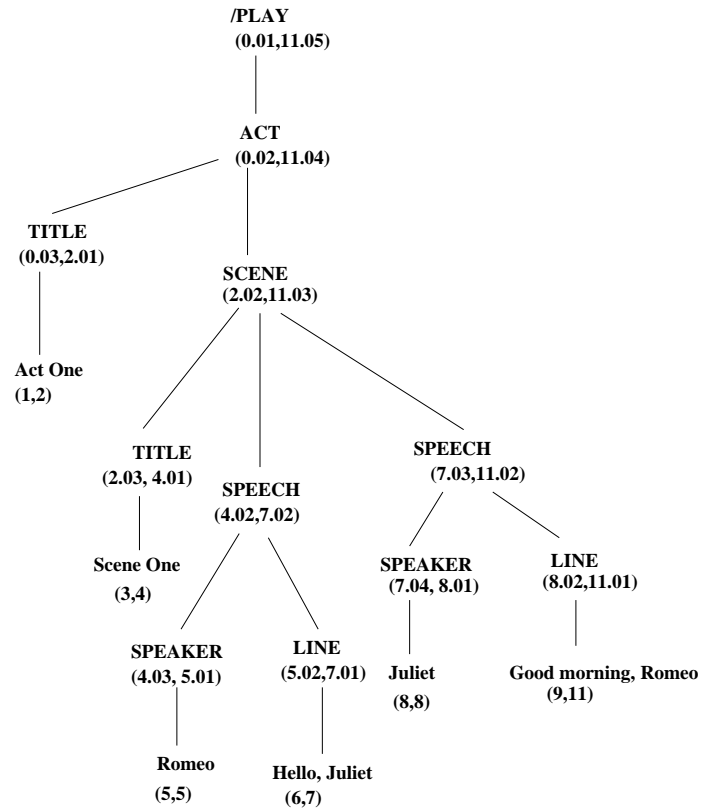 /PLAY
(0.01,11.05)
ACT
(0.02,11.04)
TITLE
(0.03,2.01)
SCENE
(2.02,11.03)
Act One
(1,2)
TITLE
(2.03, 4.01)
SPEECH
(4.02,7.02)
SPEECH
(7.03,11.02)
Scene One
(3,4)
SPEAKER
(7.04, 8.01)
LINE
(8.02,11.01)
SPEAKER
(4.03, 5.01)
LINE
(5.02,7.01)
Juliet
(8,8)
Good morning, Romeo
(9,11)
Romeo
(5,5)
Hello, Juliet
(6,7)